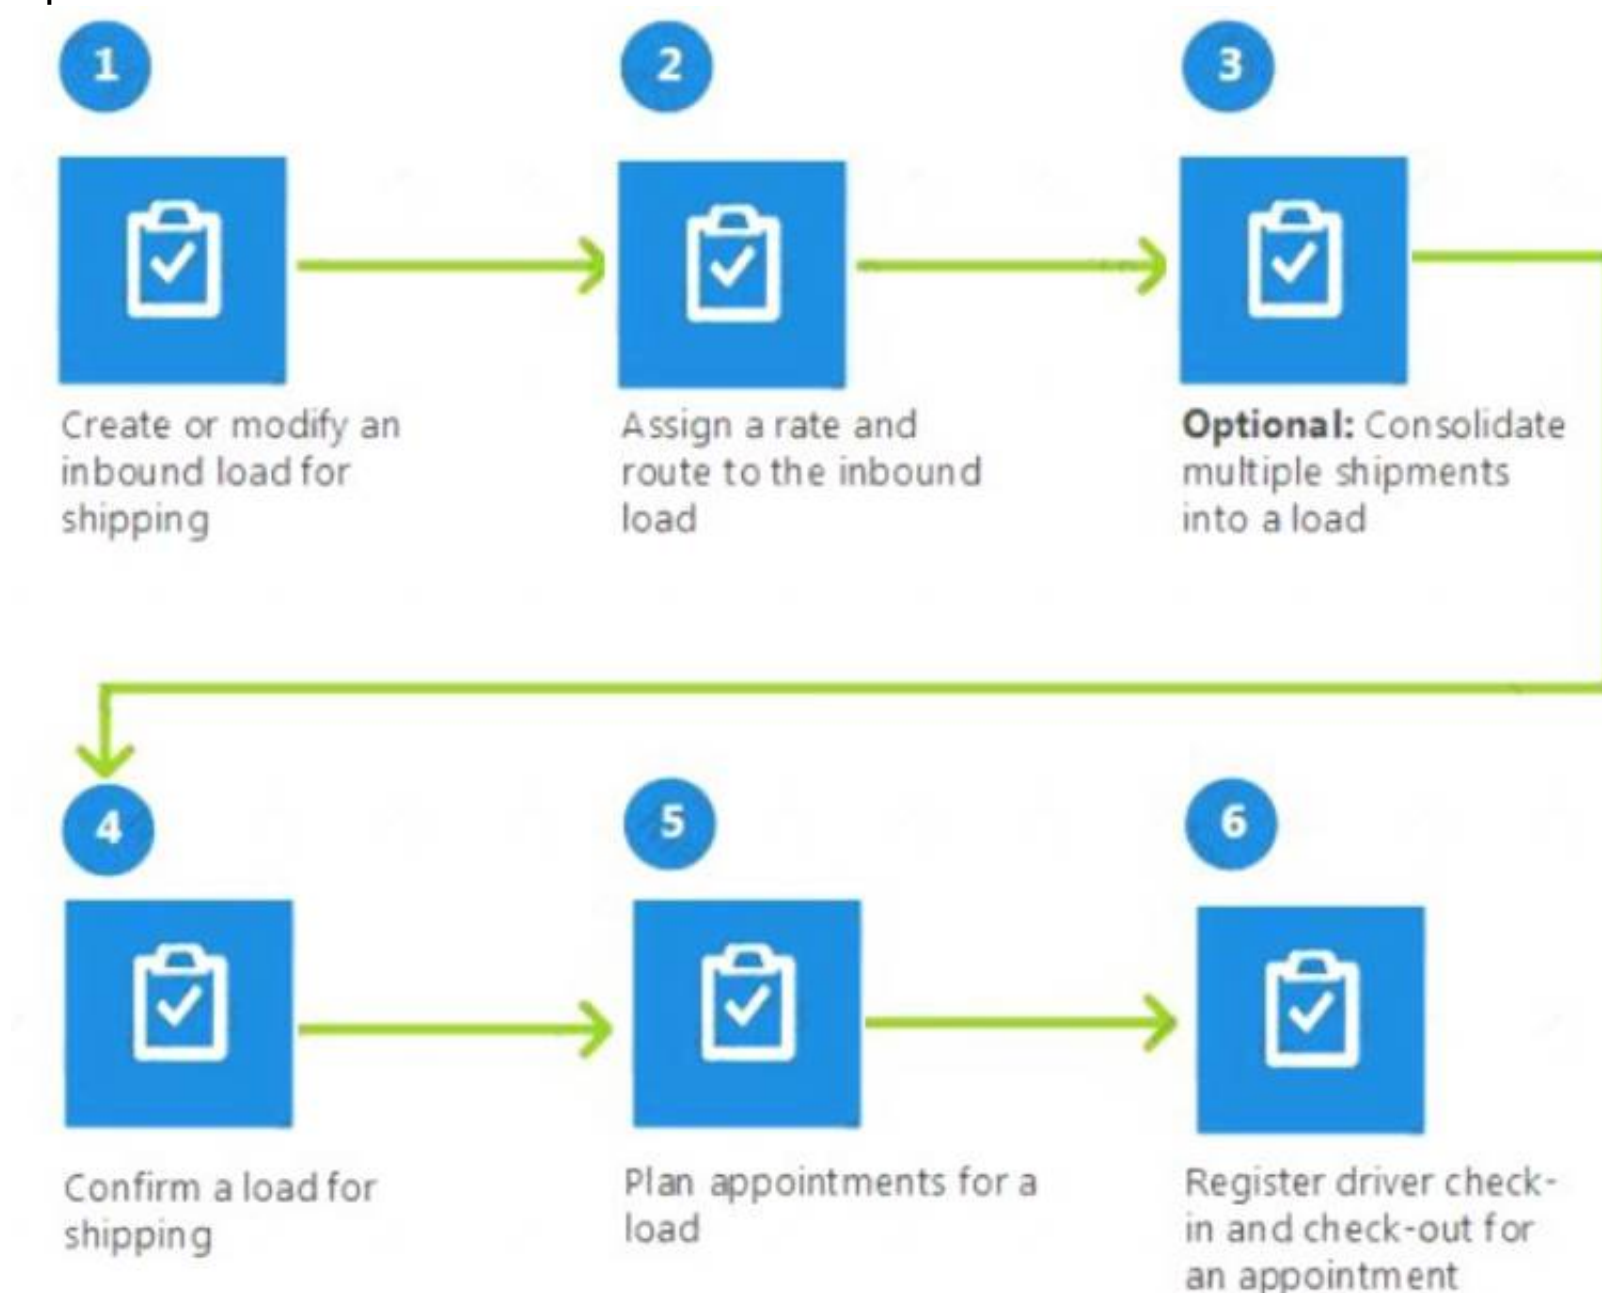 1
2
3
Create or modify an
inbound load for
shipping
Assign a rate and
route to the inbound
load
Optional: Consolidate
multiple shipments
into a load
4
5
6
Confirm a load for
shipping
Plan appointments for a
load
Register driver check-
in and check-out for
an appointment